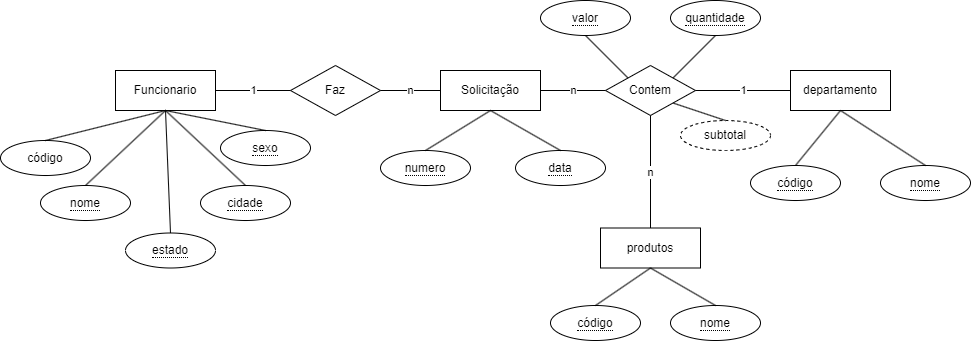 valor
quantidade
Funcionario
1
Faz
n
Solicitação
n
Contem
1
departamento
subtotal
sexo
código
numero
data
n
código
nome
nome
cidade
estado
produtos
código
nome